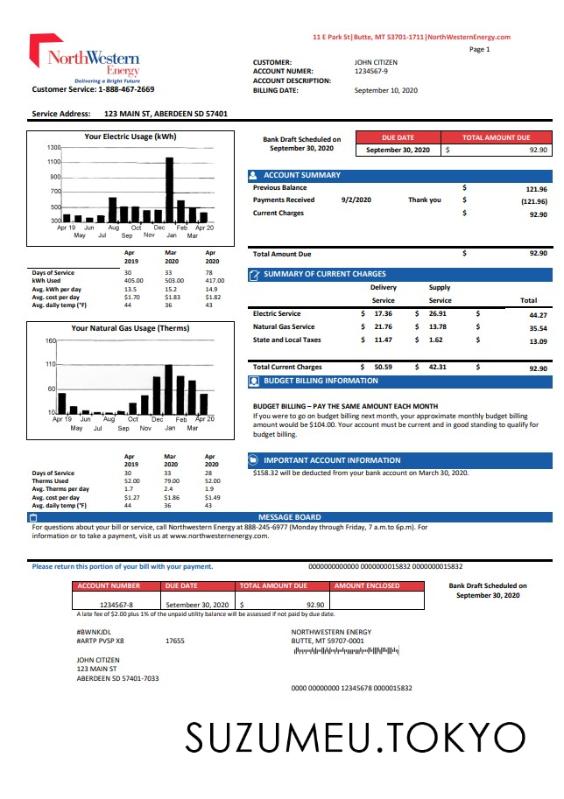 11 E Park St|Butte, MT 53701-1711|NorthWesternEnergy.com
Page 1
NorthWestern
Energy
Delivering a Bright Future
Customer Service: 1-888-467-2669
CUSTOMER: JOHN CITIZEN
ACCOUNT NUMER: 1234567-9
ACCOUNT DESCRIPTION:
BILLING DATE: September 10, 2020
Service Address: 123 MAIN ST, ABERDEEN SD 57401
Your Electric Usage (kWh)
1300
1100
900
700
500
300
Apr 19 Jun Aug Oct Dec Feb Apr 20
May Jul Sep Nov Jan Mar
Apr 2019 Mar 2020 Apr 2020
Days of Service 30 33 78
kWh Used 405.00 503.00 417.00
Avg. kWh per day 13.5 15.2 14.9
Avg. cost per day $1.70 $1.83 $1.82
Avg. daily temp (°F) 44 36 43
Your Natural Gas Usage (Therms)
160
110
60
10
Apr 19 Jun Aug Oct Dec Feb Apr 20
May Jul Sep Nov Jan Mar
Apr 2019 Mar 2020 Apr 2020
Days of Service 30 33 28
Therms Used 52.00 79.00 52.00
Avg. Therms per day 1.7 2.4 1.9
Avg. cost per day $1.27 $1.86 $1.49
Avg. daily temp (°F) 44 36 43
Bank Draft Scheduled on
September 30, 2020
DUE DATE TOTAL AMOUNT DUE
September 30, 2020 $ 92.90
ACCOUNT SUMMARY
Previous Balance $ 121.96
Payments Received 9/2/2020 Thank you $ (121.96)
Current Charges $ 92.90
Total Amount Due $ 92.90
SUMMARY OF CURRENT CHARGES
Delivery Supply
Service Service Total
Electric Service $ 17.36 $ 26.91 $ 44.27
Natural Gas Service $ 21.76 $ 13.78 $ 35.54
State and Local Taxes $ 11.47 $ 1.62 $ 13.09
Total Current Charges $ 50.59 $ 42.31 $ 92.90
BUDGET BILLING INFORMATION
BUDGET BILLING – PAY THE SAME AMOUNT EACH MONTH
If you were to go on budget billing next month, your approximate monthly budget billing
amount would be $104.00. Your account must be current and in good standing to qualify for
budget billing.
IMPORTANT ACCOUNT INFORMATION
$158.32 will be deducted from your bank account on March 30, 2020.
MESSAGE BOARD
For questions about your bill or service, call Northwestern Energy at 888-245-6977 (Monday through Friday, 7 a.m.to 6p.m). For
information or to take a payment, visit us at www.northwesternenergy.com.
Please return this portion of your bill with your payment. 0000000000000 0000000015832 0000000015832
ACCOUNT NUMBER DUE DATE TOTAL AMOUNT DUE AMOUNT ENCLOSED
1234567-8 Setembeer 30, 2020 $ 92.90
Bank Draft Scheduled on
September 30, 2020
A late fee of $2.00 plus 1% of the unpaid utility balance will be assessed if not paid by due date.
#BWNKJDL
#ARTP PVSP X8 17655
JOHN CITIZEN
123 MAIN ST
ABERDEEN SD 57401-7033
NORTHWESTERN ENERGY
BUTTE, MT 59707-0001
0000 00000000 12345678 0000015832
SUZUMEU.TOKYO